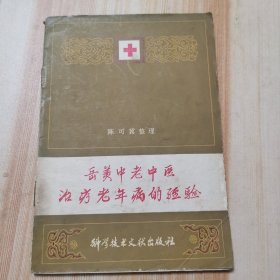 陈可冀整理
岳美中老中医
治疗老年病的经验
科学技术文献出版社